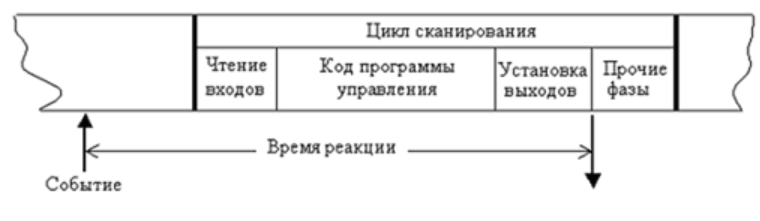 Цикл сканирования
Чтение
входов
Код программы
управления
Установка
выходов
Прочие
фазы
Время реакции
Событие